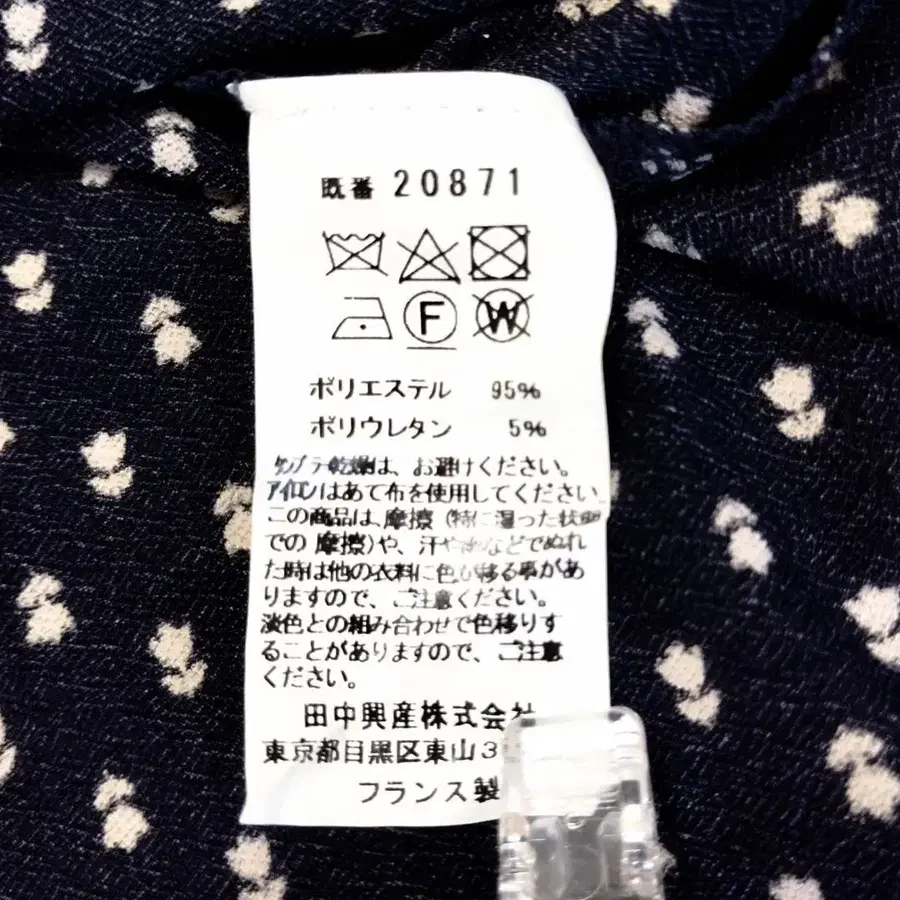 既番 20871
F W
ポリエステル 95%
ポリウレタン 5%
タンブラー乾燥は、お避けください。
アイロンはあて布を使用してください
この商品は、摩擦(特に湿った状態
での 摩擦)や、汗や などでぬれ
た時は他の衣料に色が移る事があ
りますので、ご注意ください。
淡色との組み合わせで色移りす
ることがありますので、ご注意
ください。
田中興産株式会社
東京都目黒区東山3
フランス製